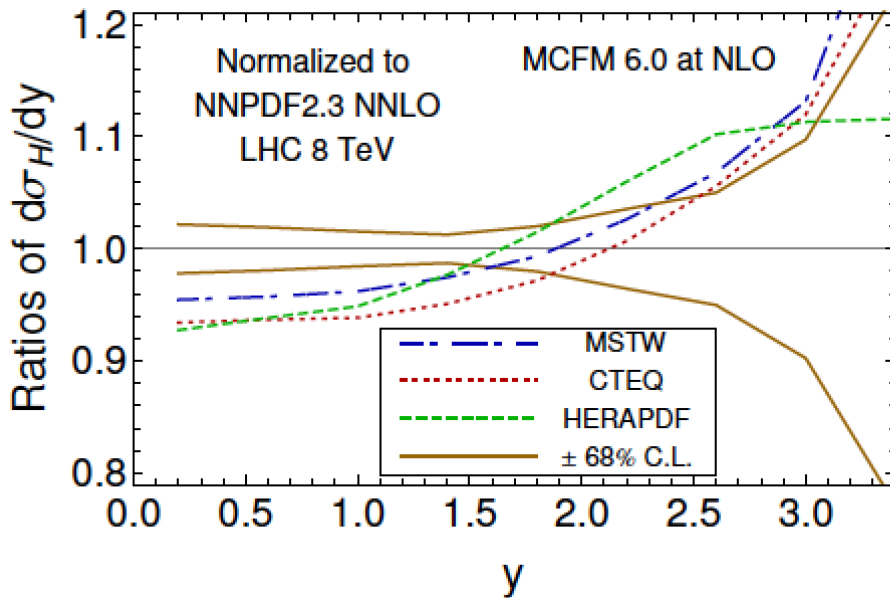 Ratios of dσH/dy
1.2
1.1
1.0
0.9
0.8
Normalized to
NNPDF2.3 NNLO
LHC 8 TeV
MCFM 6.0 at NLO
MSTW
CTEQ
HERAPDF
± 68% C.L.
0.0 0.5 1.0 1.5 2.0 2.5 3.0
y